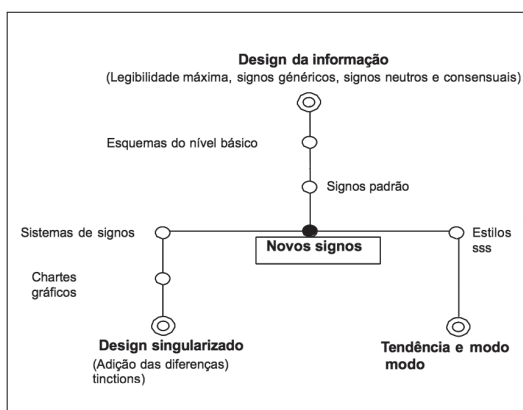 Design da informação
(Legibilidade máxima, signos généricos, signos neutros e consensuais)
Esquemas do nível básico
Signos padrão
Sistemas de signos
Novos signos
Estilos
sss
Chartes
gráficos
Design singularizado
(Adição das diferenças)
tinctions)
Tendência e modo
modo